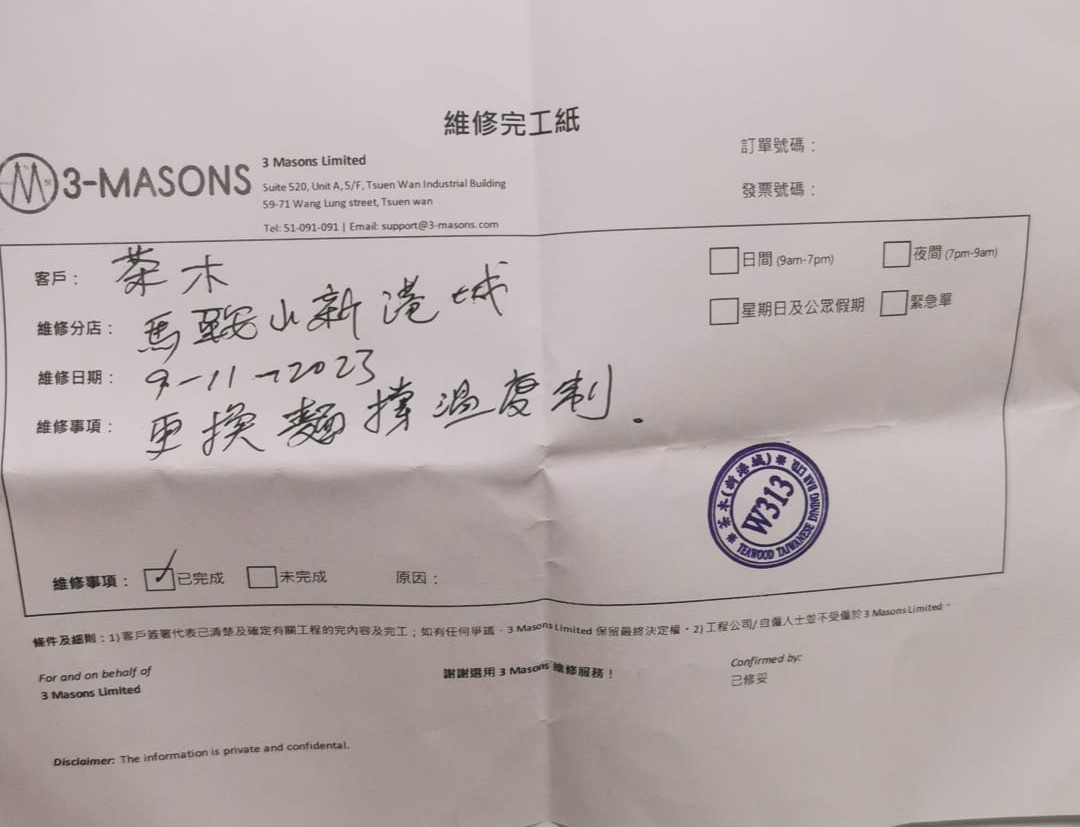 維修完工紙
3-MASONS
3 Masons Limited
Suite 520, Unit A, 5/F, Tsuen Wan Industrial Building
59-71 Wang Lung street, Tsuen wan
Tel: 51-091-091 | Email: support@3-masons.com
訂單號碼：
發票號碼：
客戶： 茶木
維修分店： 馬鞍山新港城
維修日期： 9-11-2023
維修事項： 更換麵檔溫度制.
日間 (9am-7pm)
夜間 (7pm-9am)
星期日及公眾假期
緊急單
茶木(新港城)
W313
TEAWOOD TAIWANESE DINING BAR LTD.
維修事項： ✓ 已完成 未完成 原因：
條件及細則：1) 客戶簽署代表已清楚及確定有關工程的完內容及完工；如有任何爭議，3 Masons Limited 保留最終決定權。2) 工程公司/自僱人士並不受僱於 3 Masons Limited。
For and on behalf of
3 Masons Limited
謝謝選用 3 Masons 維修服務！
Confirmed by:
已修妥
Disclaimer: The information is private and confidental.